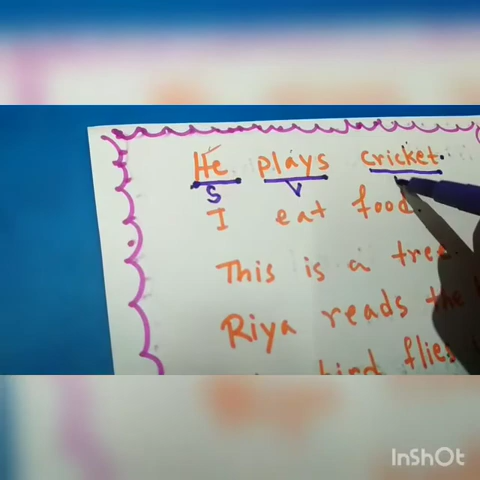 He plays cricket.
S V
I eat food.
This is a tree.
Riya reads the
bird flies
InShOt